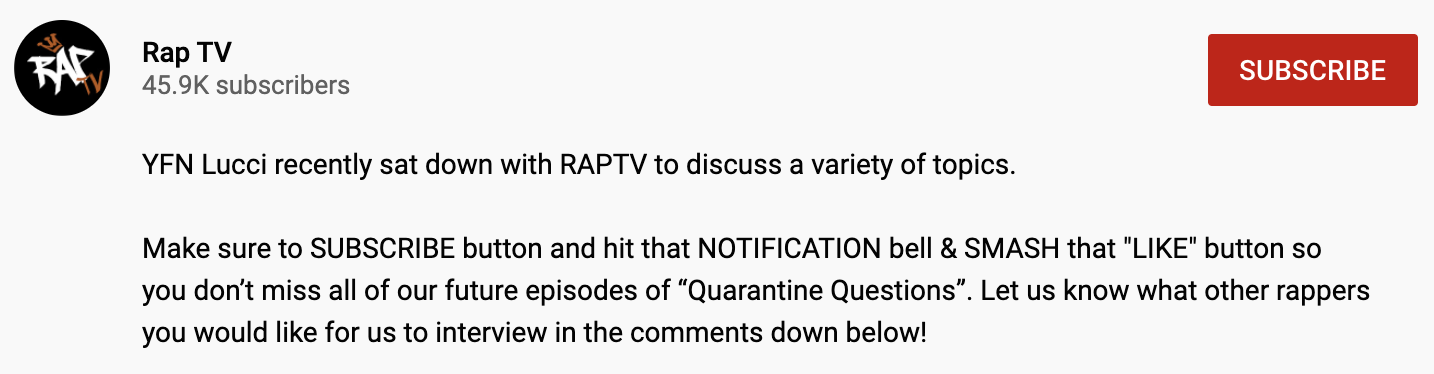 RAP
TV
Rap TV
45.9K subscribers
SUBSCRIBE
YFN Lucci recently sat down with RAPTV to discuss a variety of topics.
Make sure to SUBSCRIBE button and hit that NOTIFICATION bell & SMASH that "LIKE" button so
you don’t miss all of our future episodes of “Quarantine Questions”. Let us know what other rappers
you would like for us to interview in the comments down below!